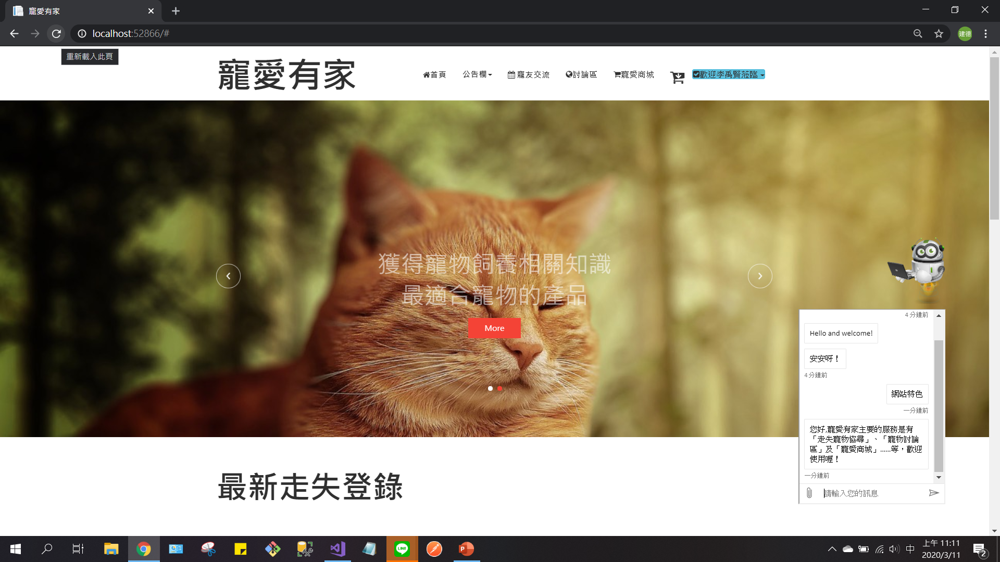 寵愛有家
localhost:52866/#
建德
重新載入此頁
寵愛有家
首頁
公告欄
寵友交流
討論區
寵愛商城
歡迎李禹賢蒞臨
獲得寵物飼養相關知識
最適合寵物的產品
More
4 分鐘前
Hello and welcome!
安安呀！
4 分鐘前
網站特色
一分鐘前
您好,寵愛有家主要的服務是有
「走失寵物協尋」、「寵物討論
區」及「寵愛商城」......等，歡迎
使用喔！
一分鐘前
請輸入您的訊息
最新走失登錄
LINE
P
中
上午 11:11
2020/3/11
2